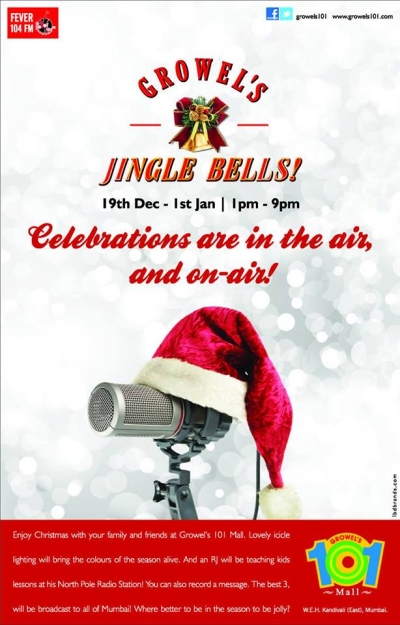 FEVER
104 FM
growels101 www.growels101.com
GROWEL'S
JINGLE BELLS!
19th Dec - 1st Jan | 1pm - 9pm
Celebrations are in the air,
and on-air!
lbdbrands.com
Enjoy Christmas with your family and friends at Growel's 101 Mall. Lovely icicle
lighting will bring the colours of the season alive. And an RJ will be teaching kids
lessons at his North Pole Radio Station! You can also record a message. The best 3,
will be broadcast to all of Mumbai! Where better to be in the season to be jolly?
GROWEL'S
101
~ Mall ~
W.E.H. Kandivali (East), Mumbai.